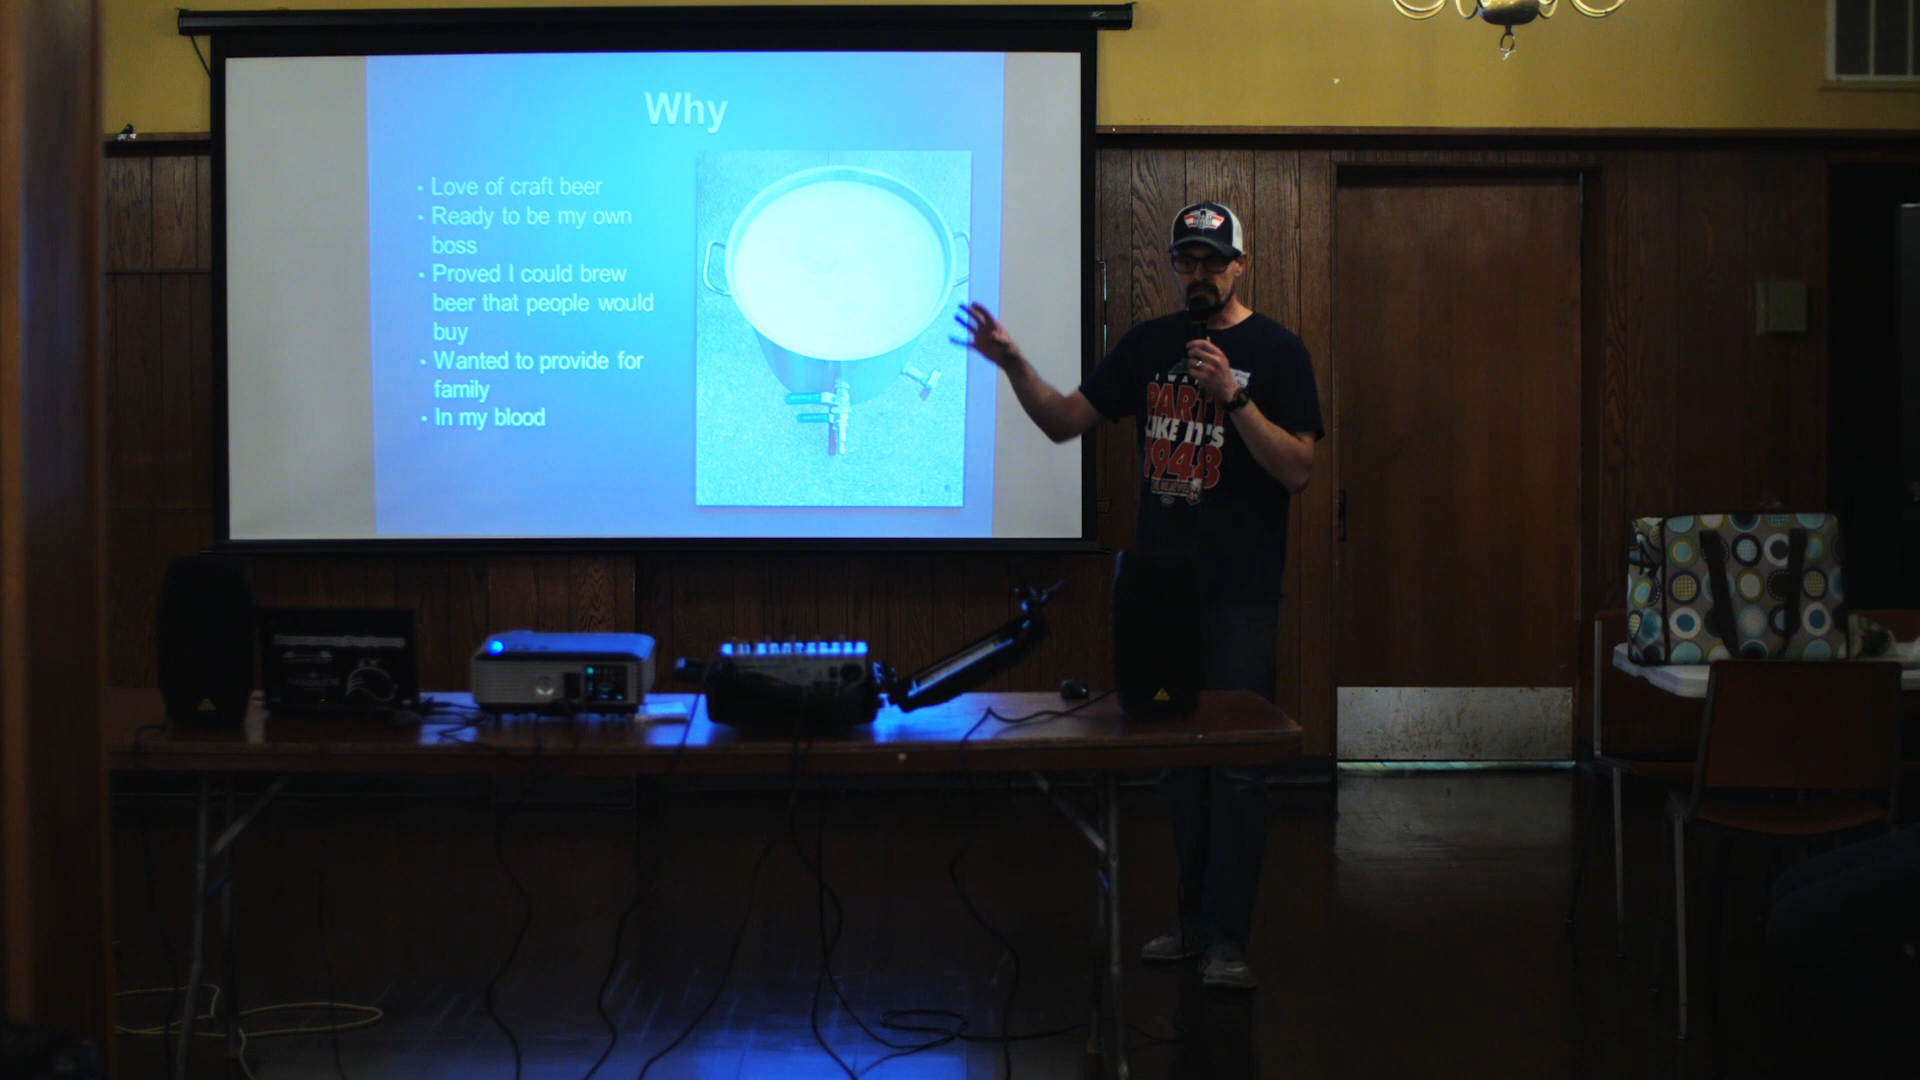 Why
• Love of craft beer
• Ready to be my own
boss
• Proved I could brew
beer that people would
buy
• Wanted to provide for
family
• In my blood
PARTY
LIKE IT'S
1948